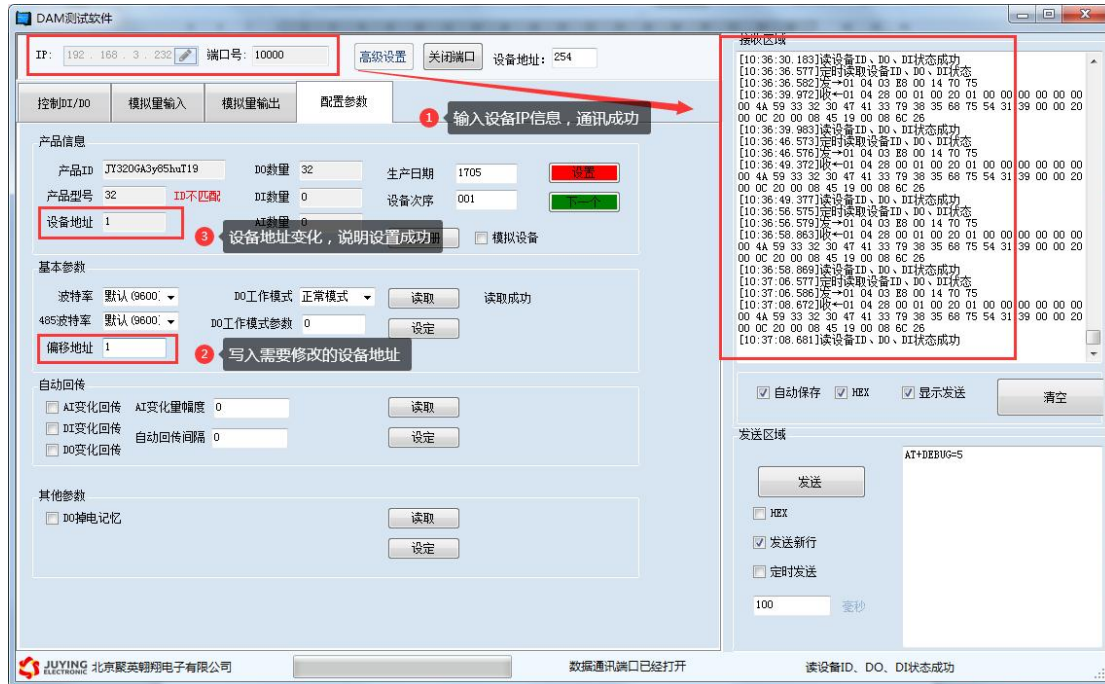 DAM测试软件
IP: 192 . 168 . 3 . 232 端口号: 10000 高级设置 关闭端口 设备地址: 254
控制DI/DO 模拟量输入 模拟量输出 配置参数
1 输入设备IP信息，通讯成功
产品信息
产品ID JY320GA3y85huT19 DO数量 32 生产日期 1705 设置
产品型号 32 ID不匹配 DI数量 0 设备次序 001 下一个
设备地址 1 AI数量 0
3 设备地址变化，说明设置成功 册 模拟设备
基本参数
波特率 默认(9600) DO工作模式 正常模式 读取 读取成功
485波特率 默认(9600) DO工作模式参数 0 设定
偏移地址 1
2 写入需要修改的设备地址
自动回传
AI变化回传 AI变化量幅度 0 读取
DI变化回传 自动回传间隔 0 设定
DO变化回传
其他参数
DO掉电记忆 读取
设定
JUYING ELECTRONIC 北京聚英翱翔电子有限公司 数据通讯端口已经打开 读设备ID、DO、DI状态成功
接收区域
[10:36:30.183]读设备ID、DO、DI状态成功
[10:36:36.577]定时读取设备ID、DO、DI状态
[10:36:36.582]发→01 04 03 E8 00 14 70 75
[10:36:39.972]收←01 04 28 00 01 00 20 01 00 00 00 00 00
00 4A 59 33 32 30 47 41 33 79 38 35 68 75 54 31 39 00 00 20
00 0C 20 00 08 45 19 00 08 6C 26
[10:36:39.983]读设备ID、DO、DI状态成功
[10:36:46.573]定时读取设备ID、DO、DI状态
[10:36:46.576]发→01 04 03 E8 00 14 70 75
[10:36:49.372]收←01 04 28 00 01 00 20 01 00 00 00 00 00
00 4A 59 33 32 30 47 41 33 79 38 35 68 75 54 31 39 00 00 20
00 0C 20 00 08 45 19 00 08 6C 26
[10:36:49.377]读设备ID、DO、DI状态成功
[10:36:56.575]定时读取设备ID、DO、DI状态
[10:36:56.579]发→01 04 03 E8 00 14 70 75
[10:36:58.863]收←01 04 28 00 01 00 20 01 00 00 00 00 00
00 4A 59 33 32 30 47 41 33 79 38 35 68 75 54 31 39 00 00 20
00 0C 20 00 08 45 19 00 08 6C 26
[10:36:58.869]读设备ID、DO、DI状态成功
[10:37:06.577]定时读取设备ID、DO、DI状态
[10:37:06.586]发→01 04 03 E8 00 14 70 75
[10:37:08.672]收←01 04 28 00 01 00 20 01 00 00 00 00 00
00 4A 59 33 32 30 47 41 33 79 38 35 68 75 54 31 39 00 00 20
00 0C 20 00 08 45 19 00 08 6C 26
[10:37:08.681]读设备ID、DO、DI状态成功
自动保存 HEX 显示发送 清空
发送区域
AT+DEBUG=5
发送
HEX
发送新行
定时发送
100 毫秒